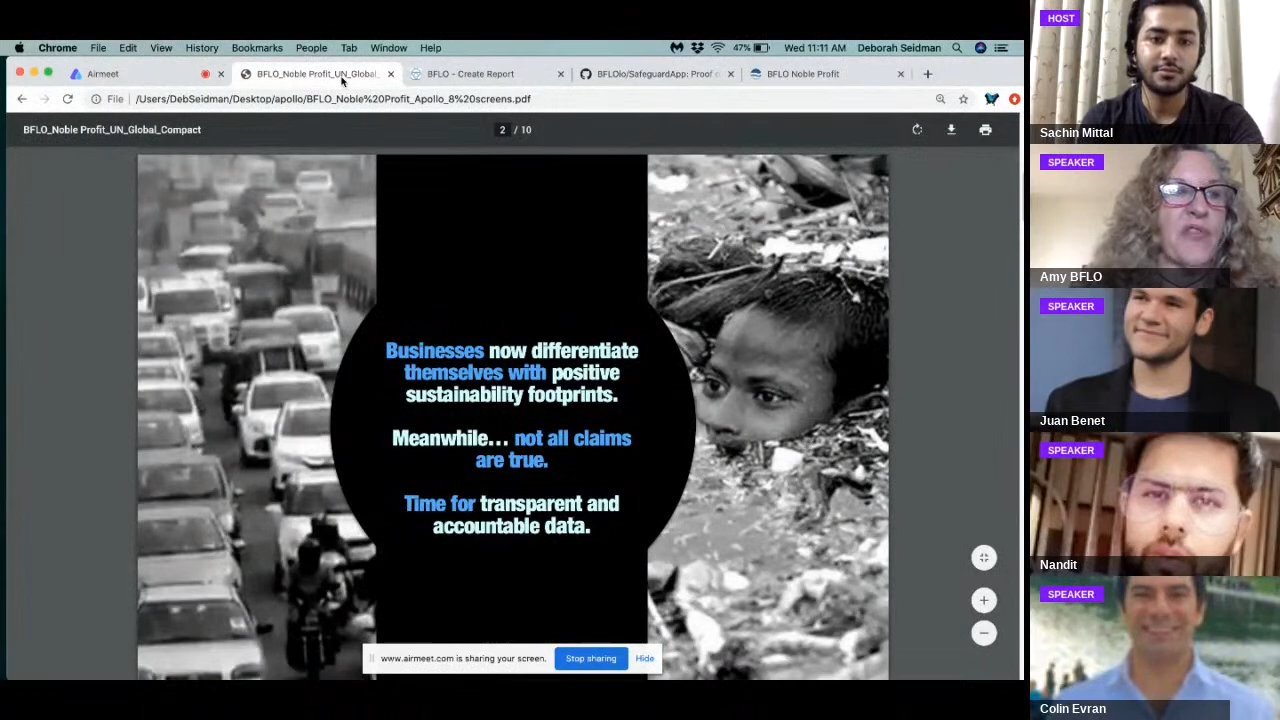 Chrome File Edit View History Bookmarks People Tab Window Help 47% Wed 11:11 AM Deborah Seidman
Airmeet
BFLO_Noble Profit_UN_Global_
BFLO - Create Report
BFLOio/SafeguardApp: Proof o
BFLO Noble Profit
File /Users/DebSeidman/Desktop/apollo/BFLO_Noble%20Profit_Apollo_8%20screens.pdf
BFLO_Noble Profit_UN_Global_Compact
2 / 10
Businesses now differentiate
themselves with positive
sustainability footprints.
Meanwhile... not all claims
are true.
Time for transparent and
accountable data.
www.airmeet.com is sharing your screen. Stop sharing Hide
HOST
Sachin Mittal
SPEAKER
Amy BFLO
SPEAKER
Juan Benet
SPEAKER
Nandit
SPEAKER
Colin Evran